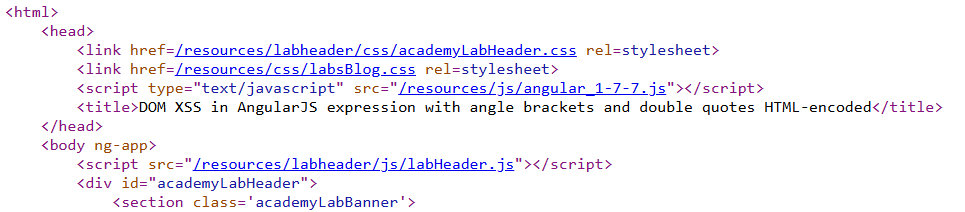 <html>
<head>
<link href=/resources/labheader/css/academyLabHeader.css rel=stylesheet>
<link href=/resources/css/labsBlog.css rel=stylesheet>
<script type="text/javascript" src="/resources/js/angular_1-7-7.js"></script>
<title>DOM XSS in AngularJS expression with angle brackets and double quotes HTML-encoded</title>
</head>
<body ng-app>
<script src="/resources/labheader/js/labHeader.js"></script>
<div id="academyLabHeader">
<section class='academyLabBanner'>